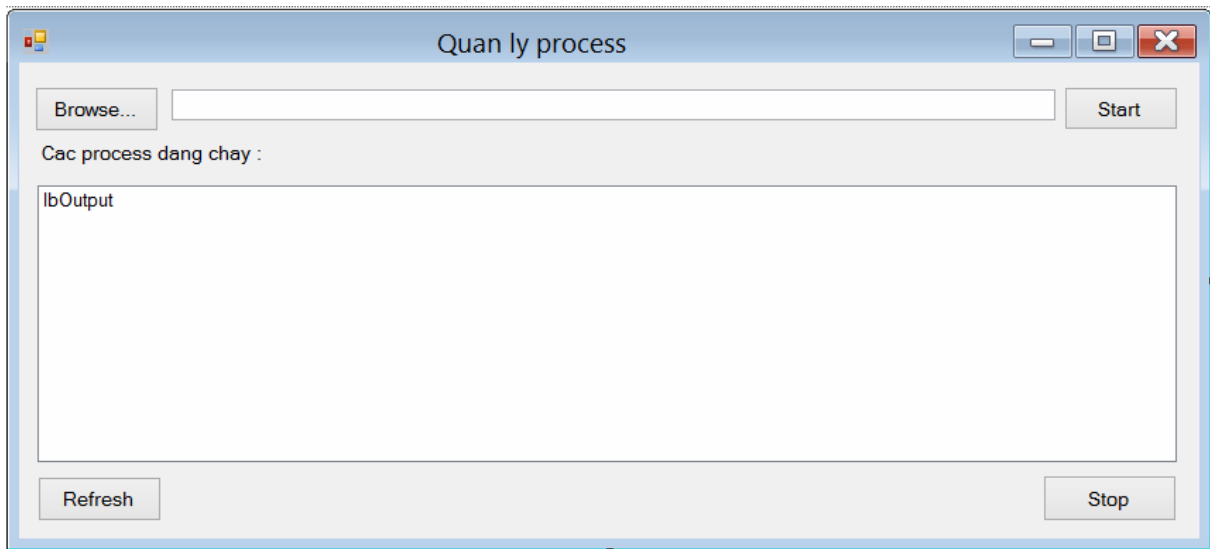 Quan ly process
Browse...
Start
Cac process dang chay :
lbOutput
Refresh
Stop